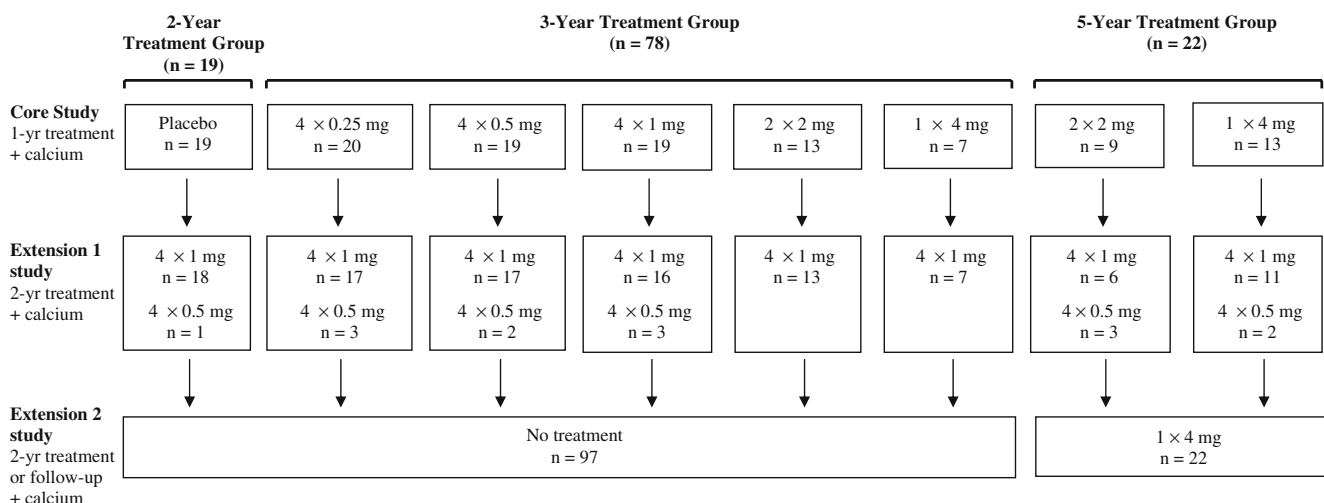 2-Year
Treatment Group
(n = 19)
3-Year Treatment Group
(n = 78)
5-Year Treatment Group
(n = 22)
Core Study
1-yr treatment
+ calcium
Placebo
n = 19
4 × 0.25 mg
n = 20
4 × 0.5 mg
n = 19
4 × 1 mg
n = 19
2 × 2 mg
n = 13
1 × 4 mg
n = 7
2 × 2 mg
n = 9
1 × 4 mg
n = 13
Extension 1
study
2-yr treatment
+ calcium
4 × 1 mg
n = 18
4 × 0.5 mg
n = 1
4 × 1 mg
n = 17
4 × 0.5 mg
n = 3
4 × 1 mg
n = 17
4 × 0.5 mg
n = 2
4 × 1 mg
n = 16
4 × 0.5 mg
n = 3
4 × 1 mg
n = 13
4 × 1 mg
n = 7
4 × 1 mg
n = 6
4 × 0.5 mg
n = 3
4 × 1 mg
n = 11
4 × 0.5 mg
n = 2
Extension 2
study
2-yr treatment
or follow-up
+ calcium
No treatment
n = 97
1 × 4 mg
n = 22